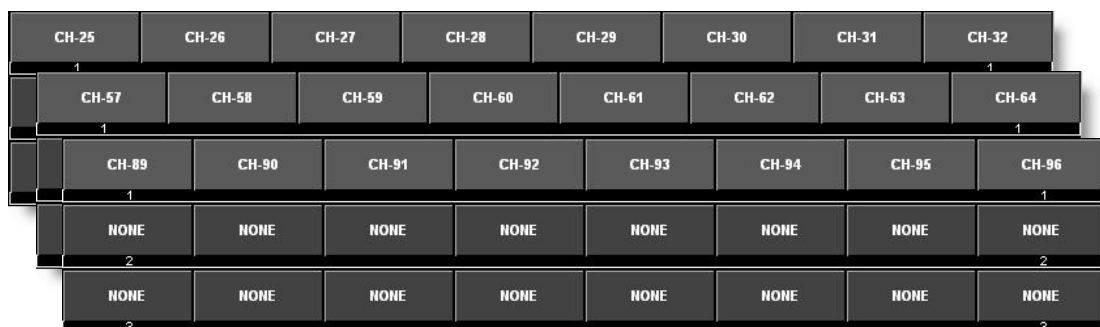 CH-25 CH-26 CH-27 CH-28 CH-29 CH-30 CH-31 CH-32
1 1
CH-57 CH-58 CH-59 CH-60 CH-61 CH-62 CH-63 CH-64
1 1
CH-89 CH-90 CH-91 CH-92 CH-93 CH-94 CH-95 CH-96
1 1
NONE NONE NONE NONE NONE NONE NONE NONE
2 2
NONE NONE NONE NONE NONE NONE NONE NONE
3 3